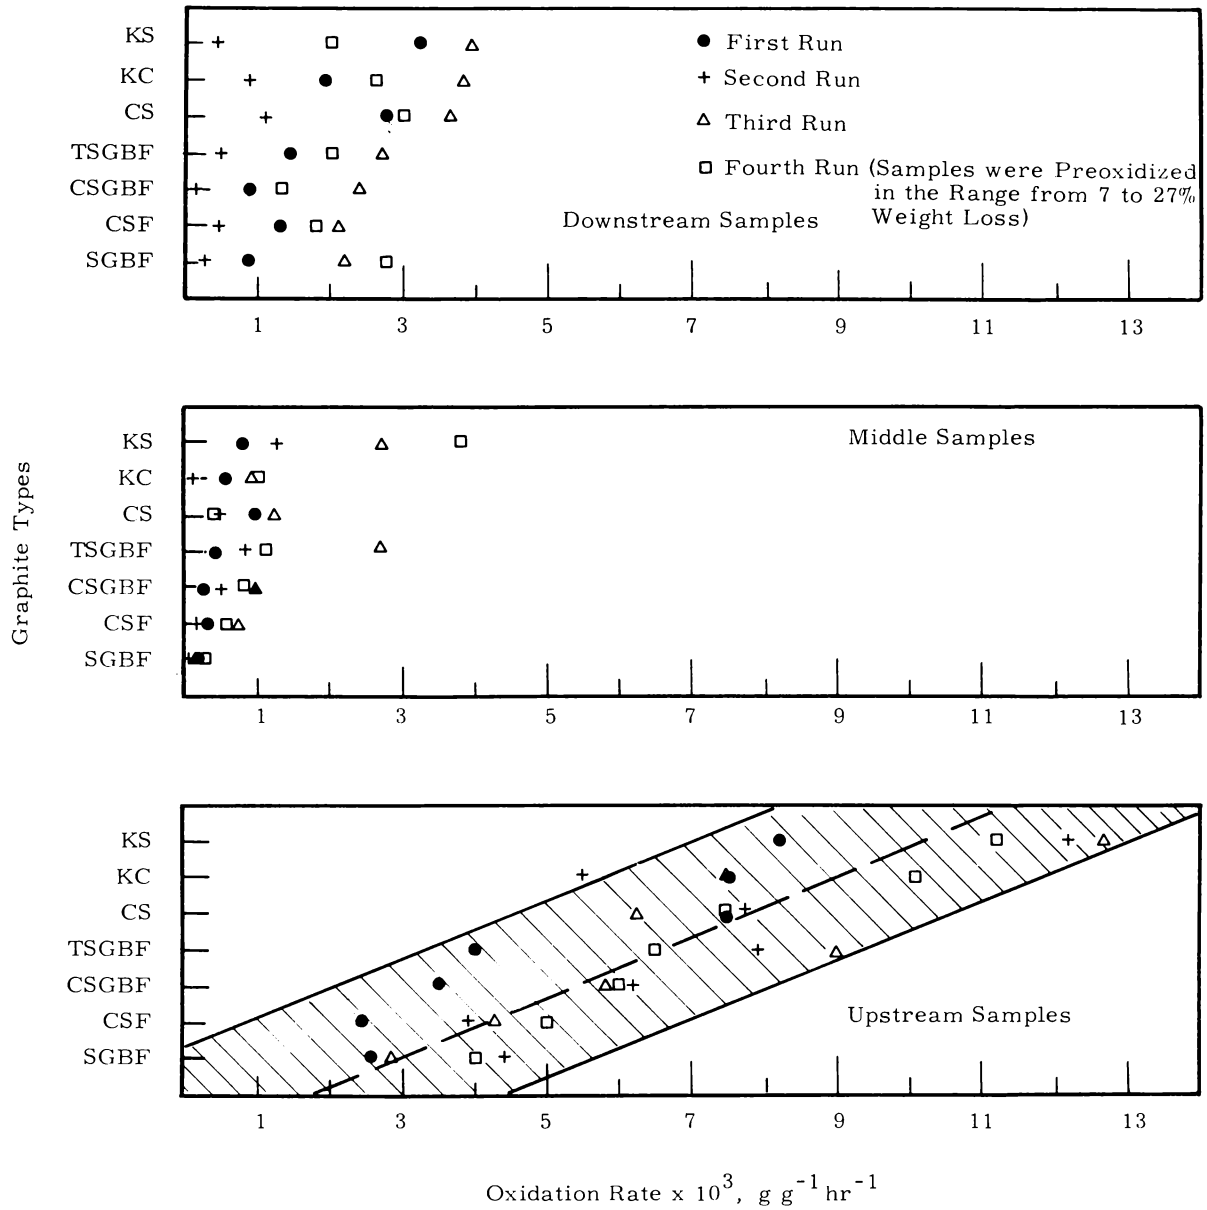 KS
KC
CS
TSGBF
CSGBF
CSF
SGBF
First Run
Second Run
Third Run
Fourth Run (Samples were Preoxidized
in the Range from 7 to 27%
Weight Loss)
Downstream Samples
1 3 5 7 9 11 13
Graphite Types
KS
KC
CS
TSGBF
CSGBF
CSF
SGBF
Middle Samples
1 3 5 7 9 11 13
KS
KC
CS
TSGBF
CSGBF
CSF
SGBF
Upstream Samples
1 3 5 7 9 11 13
Oxidation Rate x 10³, g g⁻¹ hr⁻¹